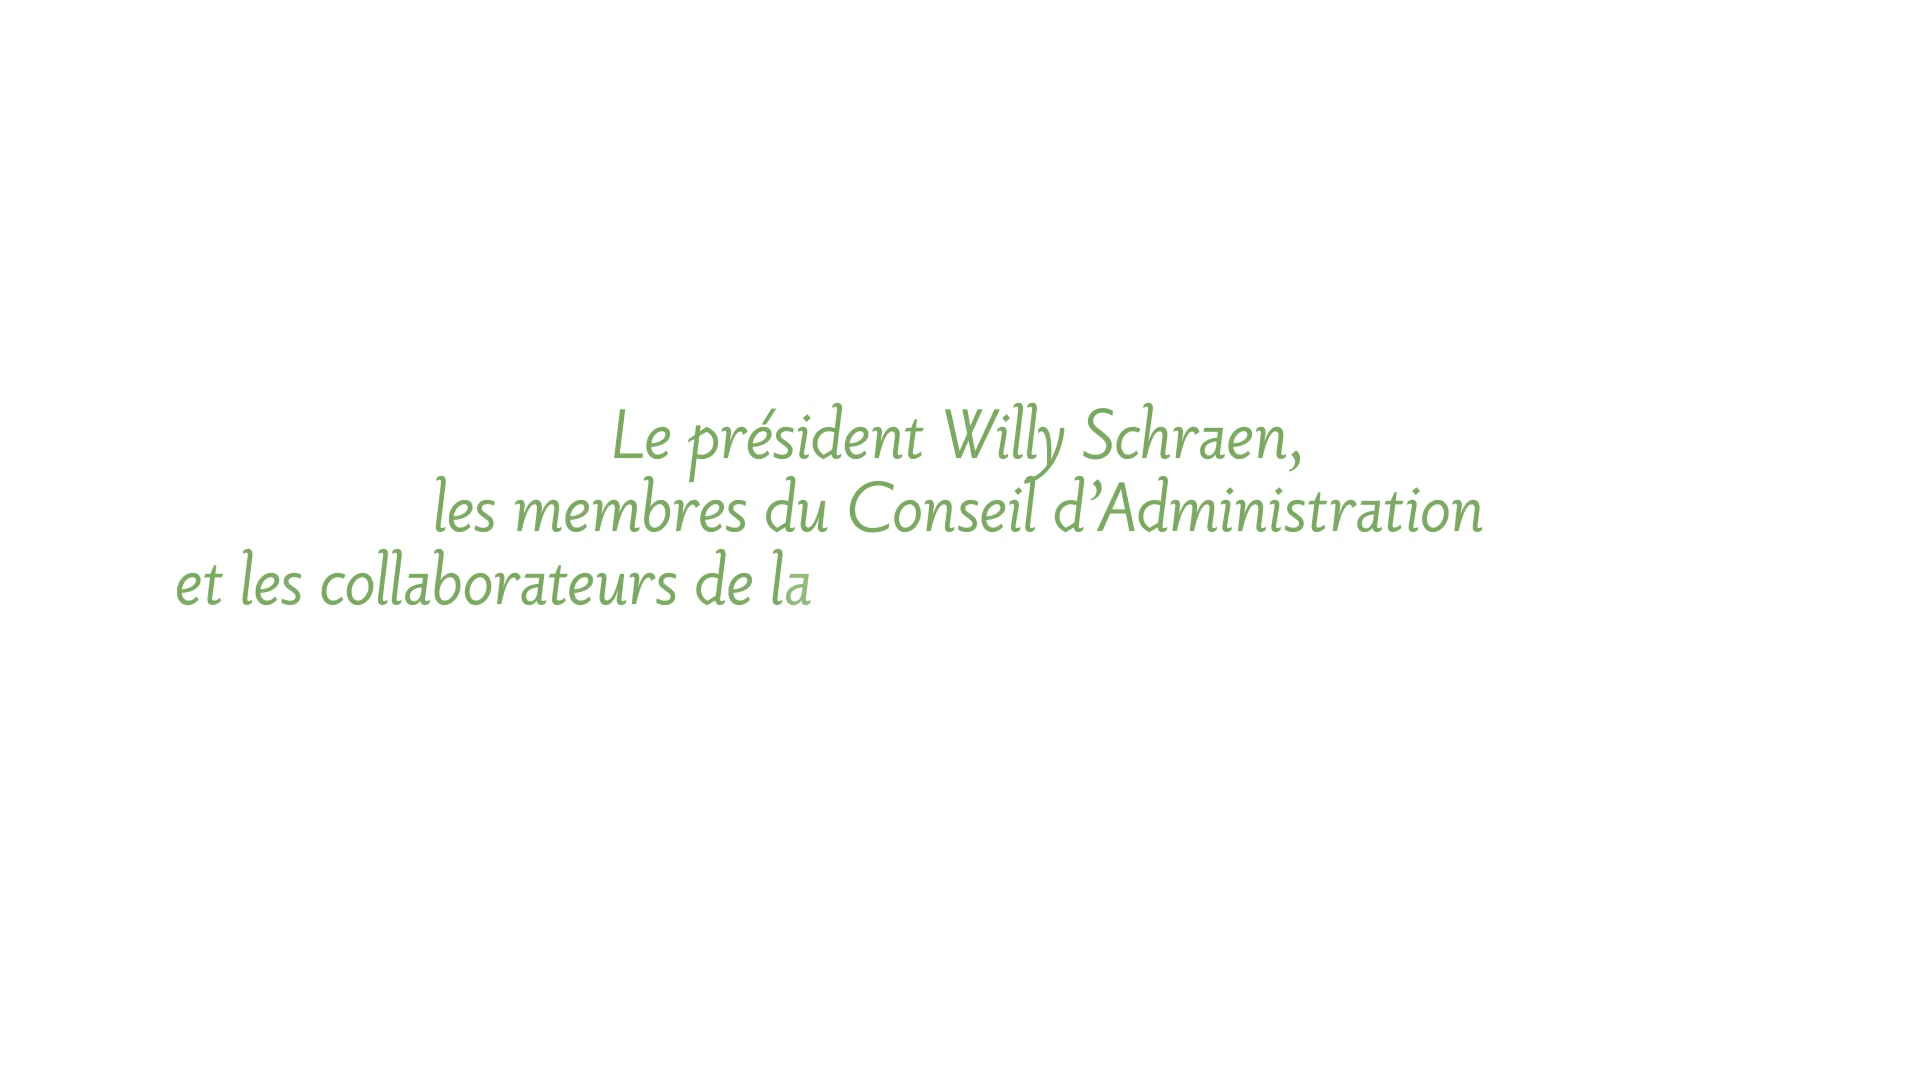 Le président Willy Schraen,
les membres du Conseil d’Administration
et les collaborateurs de la